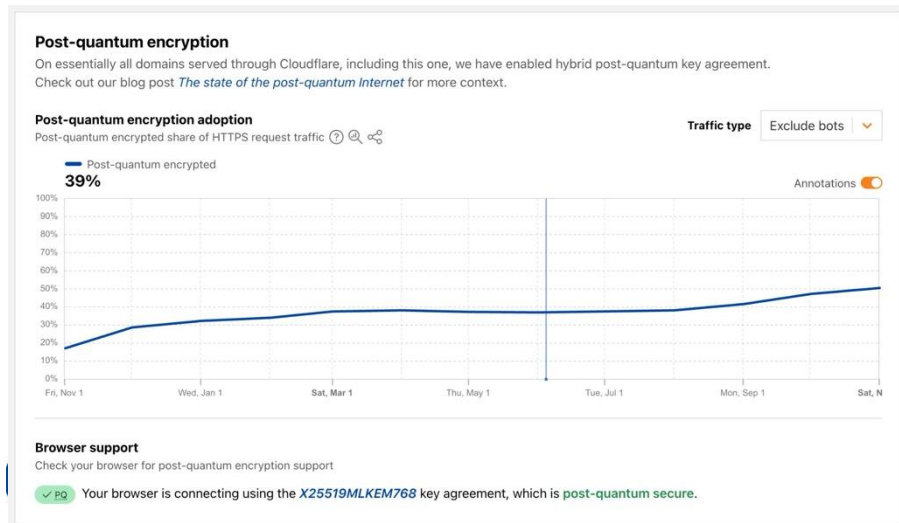 Post-quantum encryption
On essentially all domains served through Cloudflare, including this one, we have enabled hybrid post-quantum key agreement.
Check out our blog post The state of the post-quantum Internet for more context.
Post-quantum encryption adoption
Post-quantum encrypted share of HTTPS request traffic ?
Traffic type Exclude bots
Post-quantum encrypted
39%
Annotations
100%
90%
80%
70%
60%
50%
40%
30%
20%
10%
0%
Fri, Nov 1 Wed, Jan 1 Sat, Mar 1 Thu, May 1 Tue, Jul 1 Mon, Sep 1 Sat, N
Browser support
Check your browser for post-quantum encryption support
✓ PQ Your browser is connecting using the X25519MLKEM768 key agreement, which is post-quantum secure.